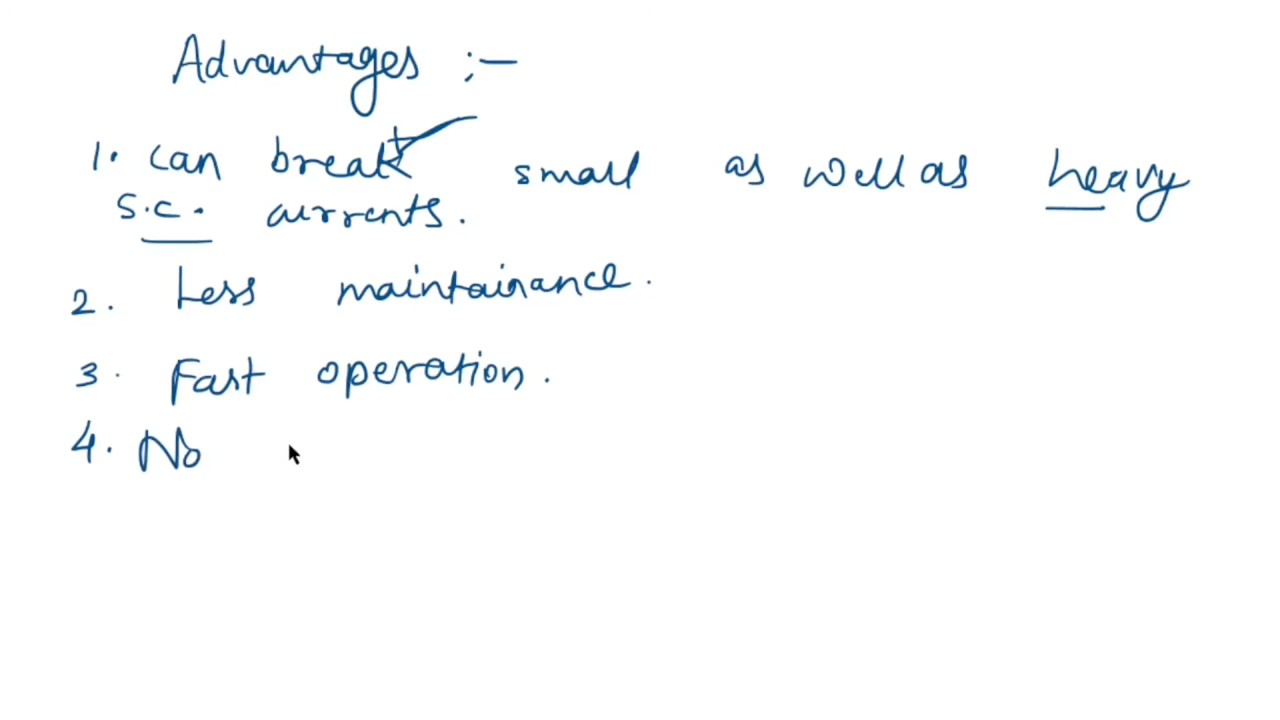 Advantages :-
1. can break small as well as heavy
s.c. currents.
2. Less maintainance.
3. Fast operation.
4. No